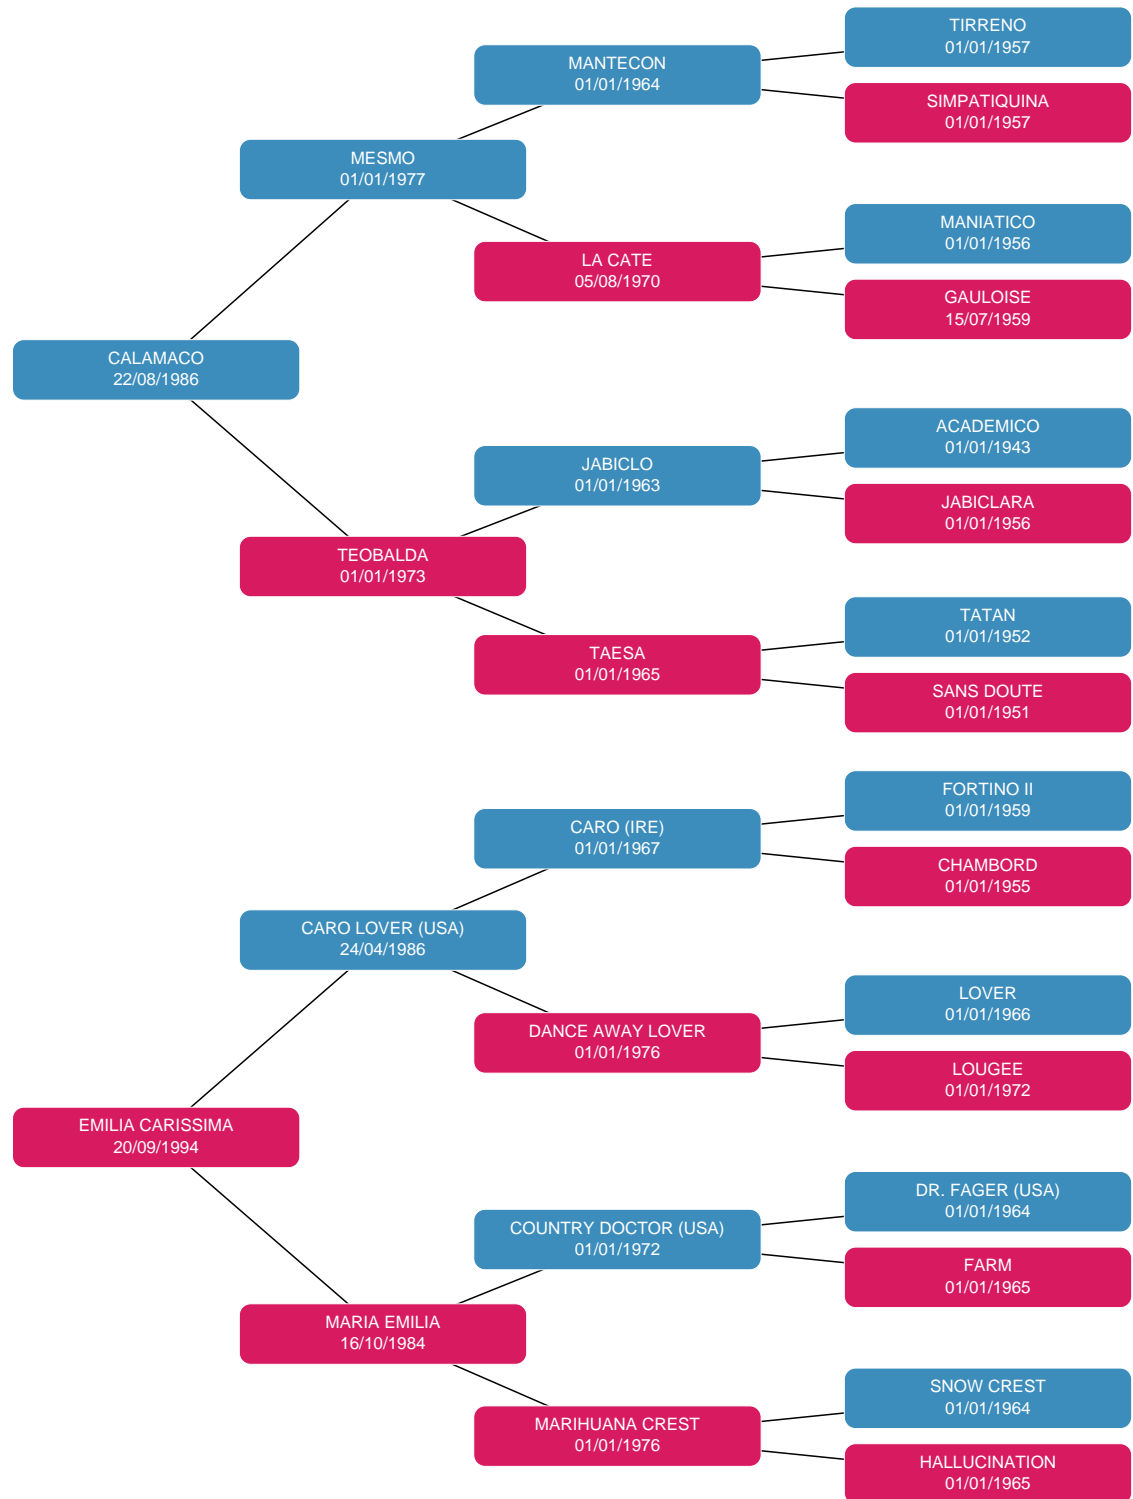 TIRRENO
01/01/1957
MANTECON
01/01/1964
SIMPATIQUINA
01/01/1957
MESMO
01/01/1977
MANIATICO
01/01/1956
LA CATE
05/08/1970
GAULOISE
15/07/1959
CALAMACO
22/08/1986
ACADEMICO
01/01/1943
JABICLO
01/01/1963
JABICLARA
01/01/1956
TEOBALDA
01/01/1973
TATAN
01/01/1952
TAESA
01/01/1965
SANS DOUTE
01/01/1951
FORTINO II
01/01/1959
CARO (IRE)
01/01/1967
CHAMBORD
01/01/1955
CARO LOVER (USA)
24/04/1986
LOVER
01/01/1966
DANCE AWAY LOVER
01/01/1976
LOUGEE
01/01/1972
EMILIA CARISSIMA
20/09/1994
DR. FAGER (USA)
01/01/1964
COUNTRY DOCTOR (USA)
01/01/1972
FARM
01/01/1965
MARIA EMILIA
16/10/1984
SNOW CREST
01/01/1964
MARIHUANA CREST
01/01/1976
HALLUCINATION
01/01/1965